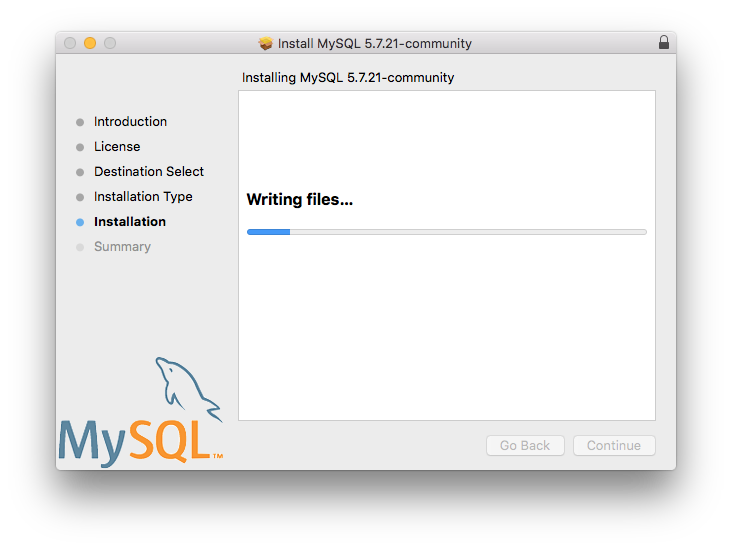 Install MySQL 5.7.21-community
Installing MySQL 5.7.21-community
Introduction
License
Destination Select
Installation Type
Installation
Summary
Writing files...
MySQL™
Go Back
Continue